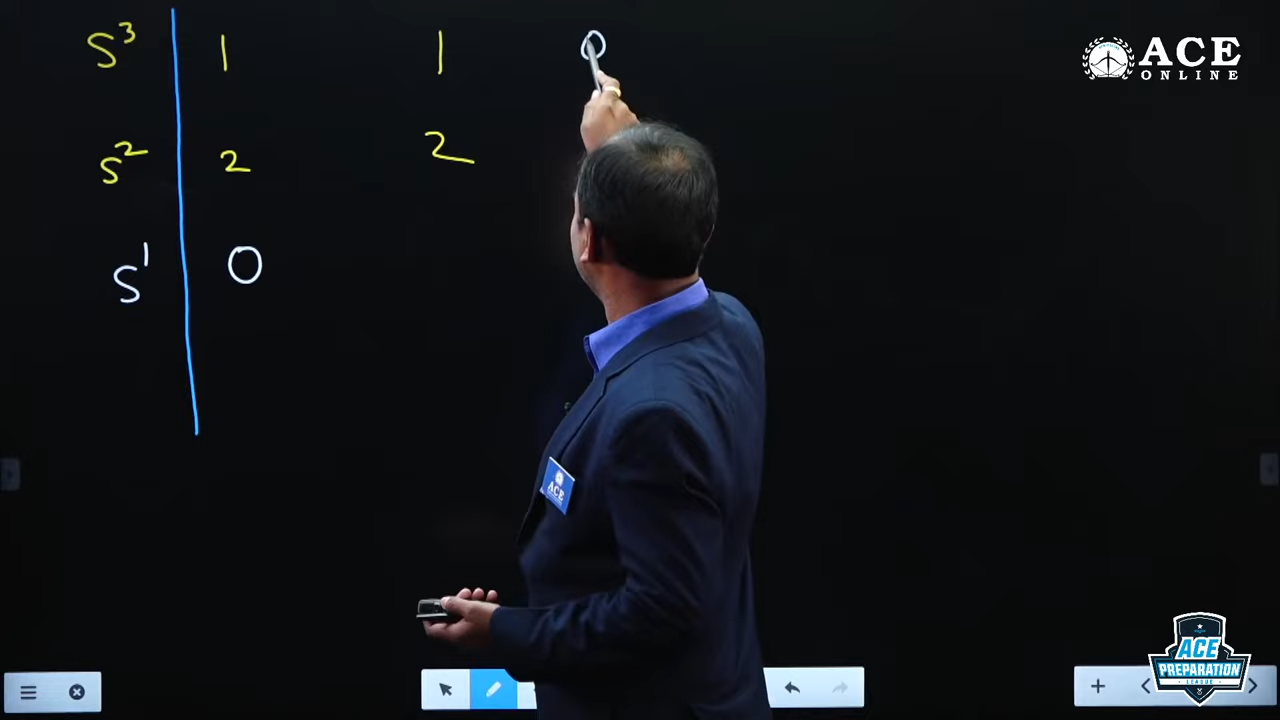 S³ 1 1 0
S² 2 2
S¹ 0
ACE
ONLINE
ACE
ACE
PREPARATION
LEAGUE